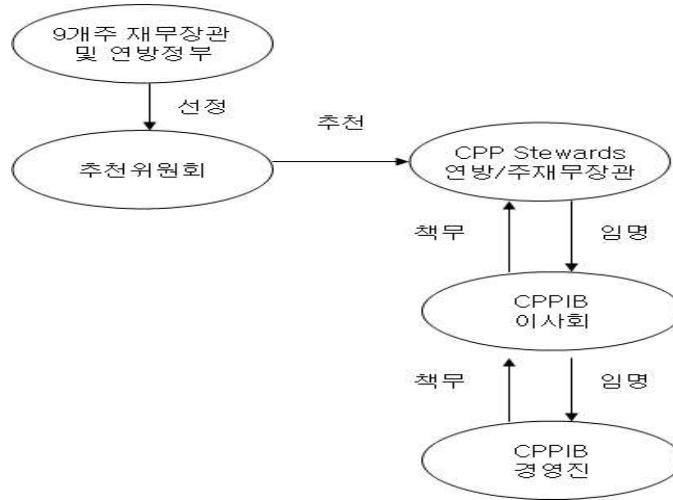 9개주 재무장관
및 연방정부
선정
추천
추천위원회
CPP Stewards
연방/주재무장관
책무
임명
CPPIB
이사회
책무
임명
CPPIB
경영진